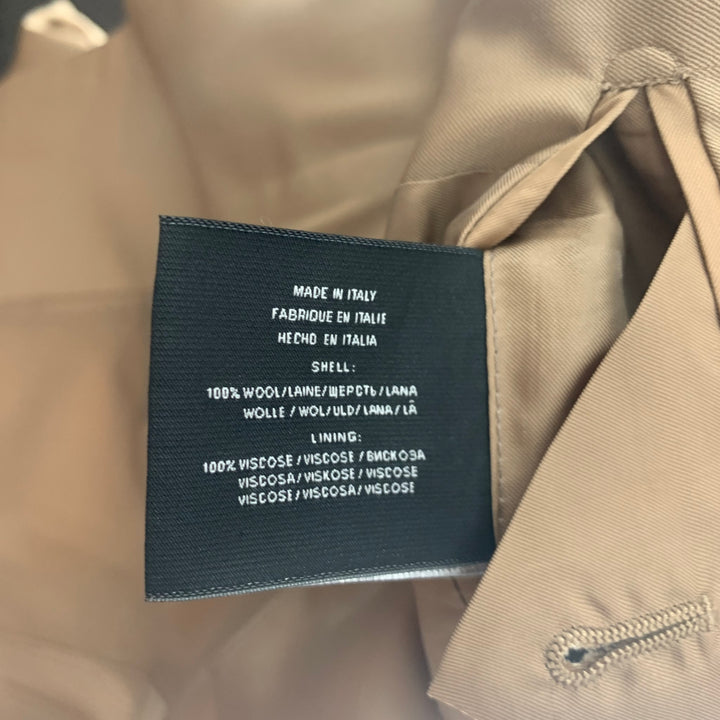 MADE IN ITALY
FABRIQUE EN ITALIE
HECHO EN ITALIA
SHELL:
100% WOOL/LAINE/ЩЕРСТЬ/LANA
WOLLE / WOL/ULD/LANA/LÃ
LINING:
100% VISCOSE / VISCOSE / ВИСКОЗА
VISCOSA/ VISKOSE / VISCOSE
VISCOSE/VISCOSA/VISCOSE